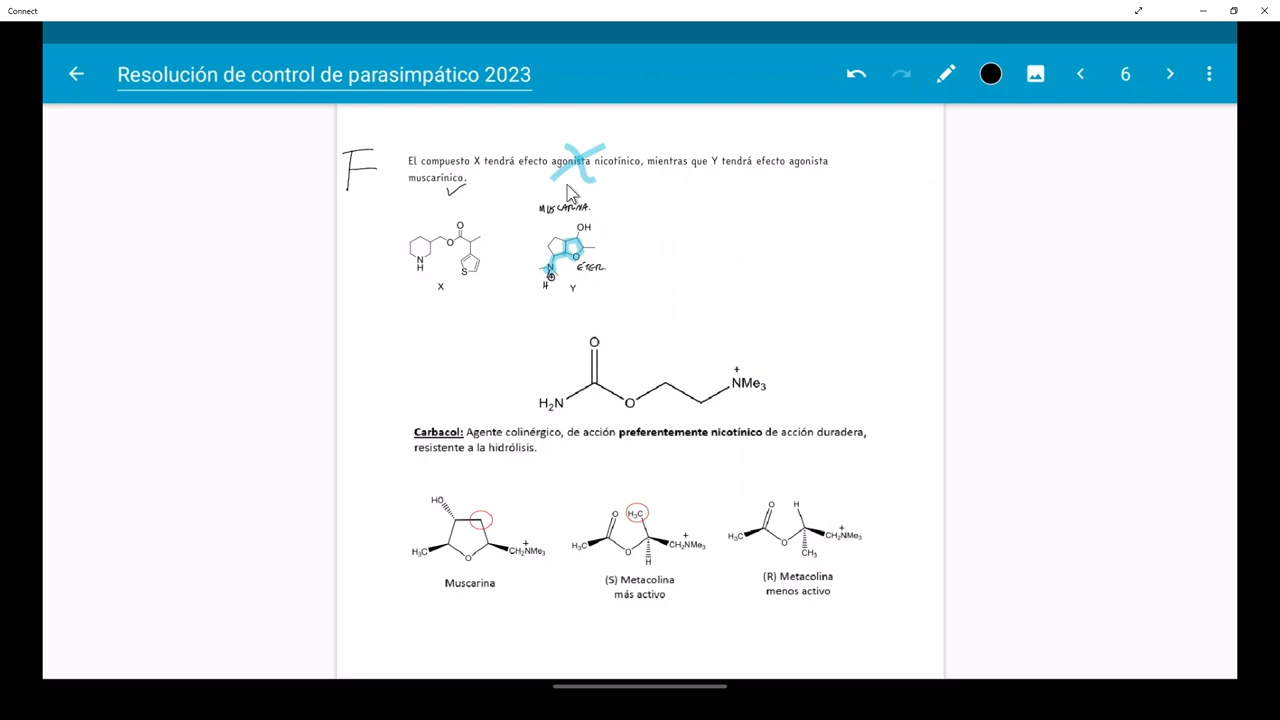 Connect
Resolución de control de parasimpático 2023
6
F
El compuesto X tendrá efecto agonista nicotínico, mientras que Y tendrá efecto agonista
muscarínico.
MUSCARINA.
O
O
N
H
S
X
OH
O
ÉTER.
N
H
Y
O
H₂N
O
+
NMe₃
Carbacol: Agente colinérgico, de acción preferentemente nicotínico de acción duradera,
resistente a la hidrólisis.
HO
H₃C
O
+
CH₂NMe₃
Muscarina
O
H₃C
H₃C
O
H
+
CH₂NMe₃
(S) Metacolina
más activo
O
H
H₃C
O
CH₃
+
CH₂NMe₃
(R) Metacolina
menos activo